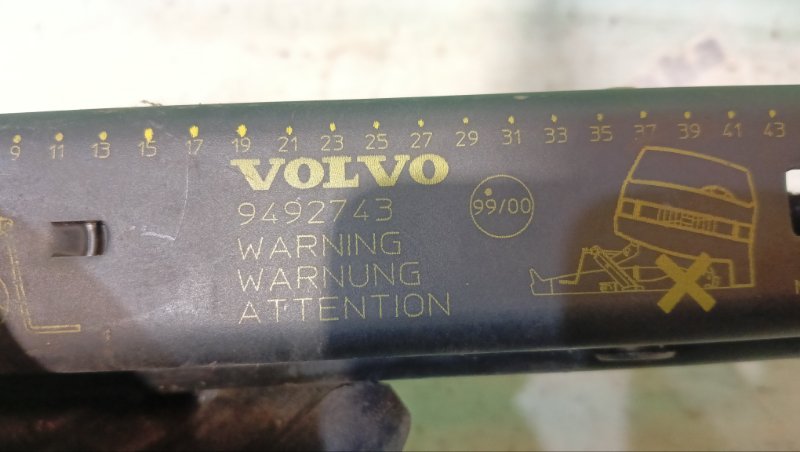 9 11 13 15 17 19 21 23 25 27 29 31 33 35 37 39 41 43
VOLVO
9492743
99/00
WARNING
WARNUNG
ATTENTION